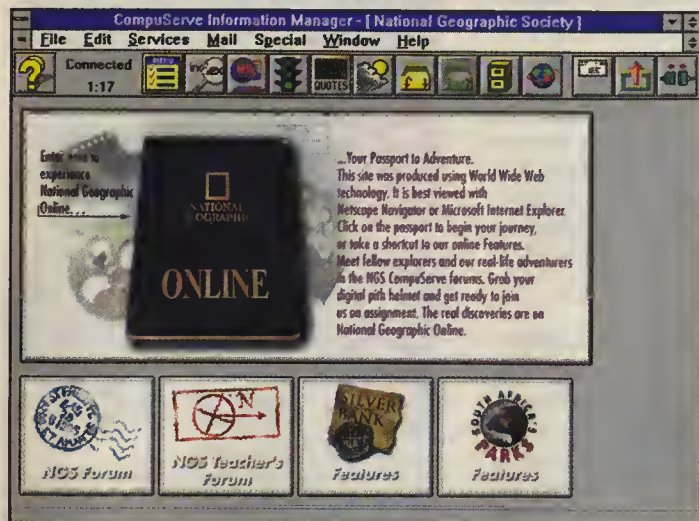 CompuServe Information Manager - [ National Geographic Society ]
File Edit Services Mail Special Window Help
Connected
1:17
MENU
INDEX
QUOTES
Enter here to
experience
National Geographic
Online. . .
NATIONAL
GEOGRAPHIC
ONLINE
...Your Passport to Adventure.
This site was produced using World Wide Web
technology. It is best viewed with
Netscape Navigator or Microsoft Internet Explorer.
Click on the passport to begin your journey,
or take a shortcut to our online Features.
Meet fellow explorers and our real-life adventurers
in the NGS CompuServe forums. Grab your
digital pith helmet and get ready to join
us on assignment. The real discoveries are on
National Geographic Online.
NGS Forum
NGS Teacher's
Forum
N
SILVER
BANK
Features
SOUTH AFRICA'S
PARKS
Features